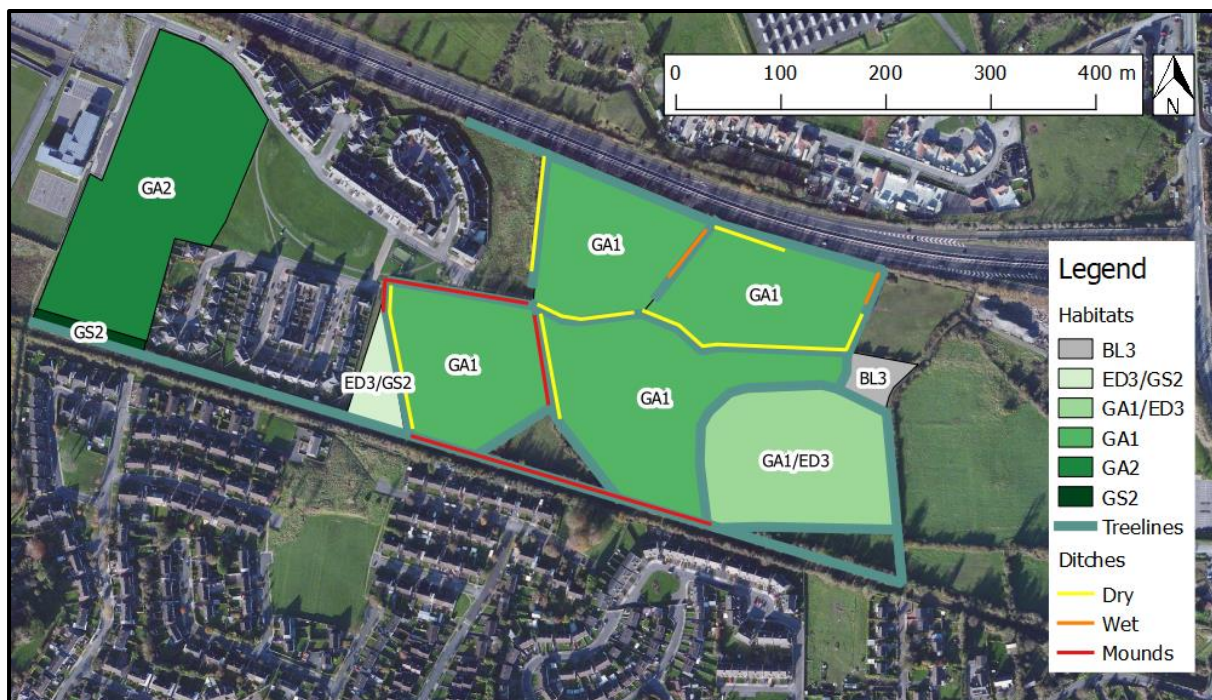 0 100 200 300 400 m
N
GA2
GA1
GA1
GS2
ED3/GS2
GA1
GA1
BL3
GA1/ED3
Legend
Habitats
BL3
ED3/GS2
GA1/ED3
GA1
GA2
GS2
Treelines
Ditches
Dry
Wet
Mounds